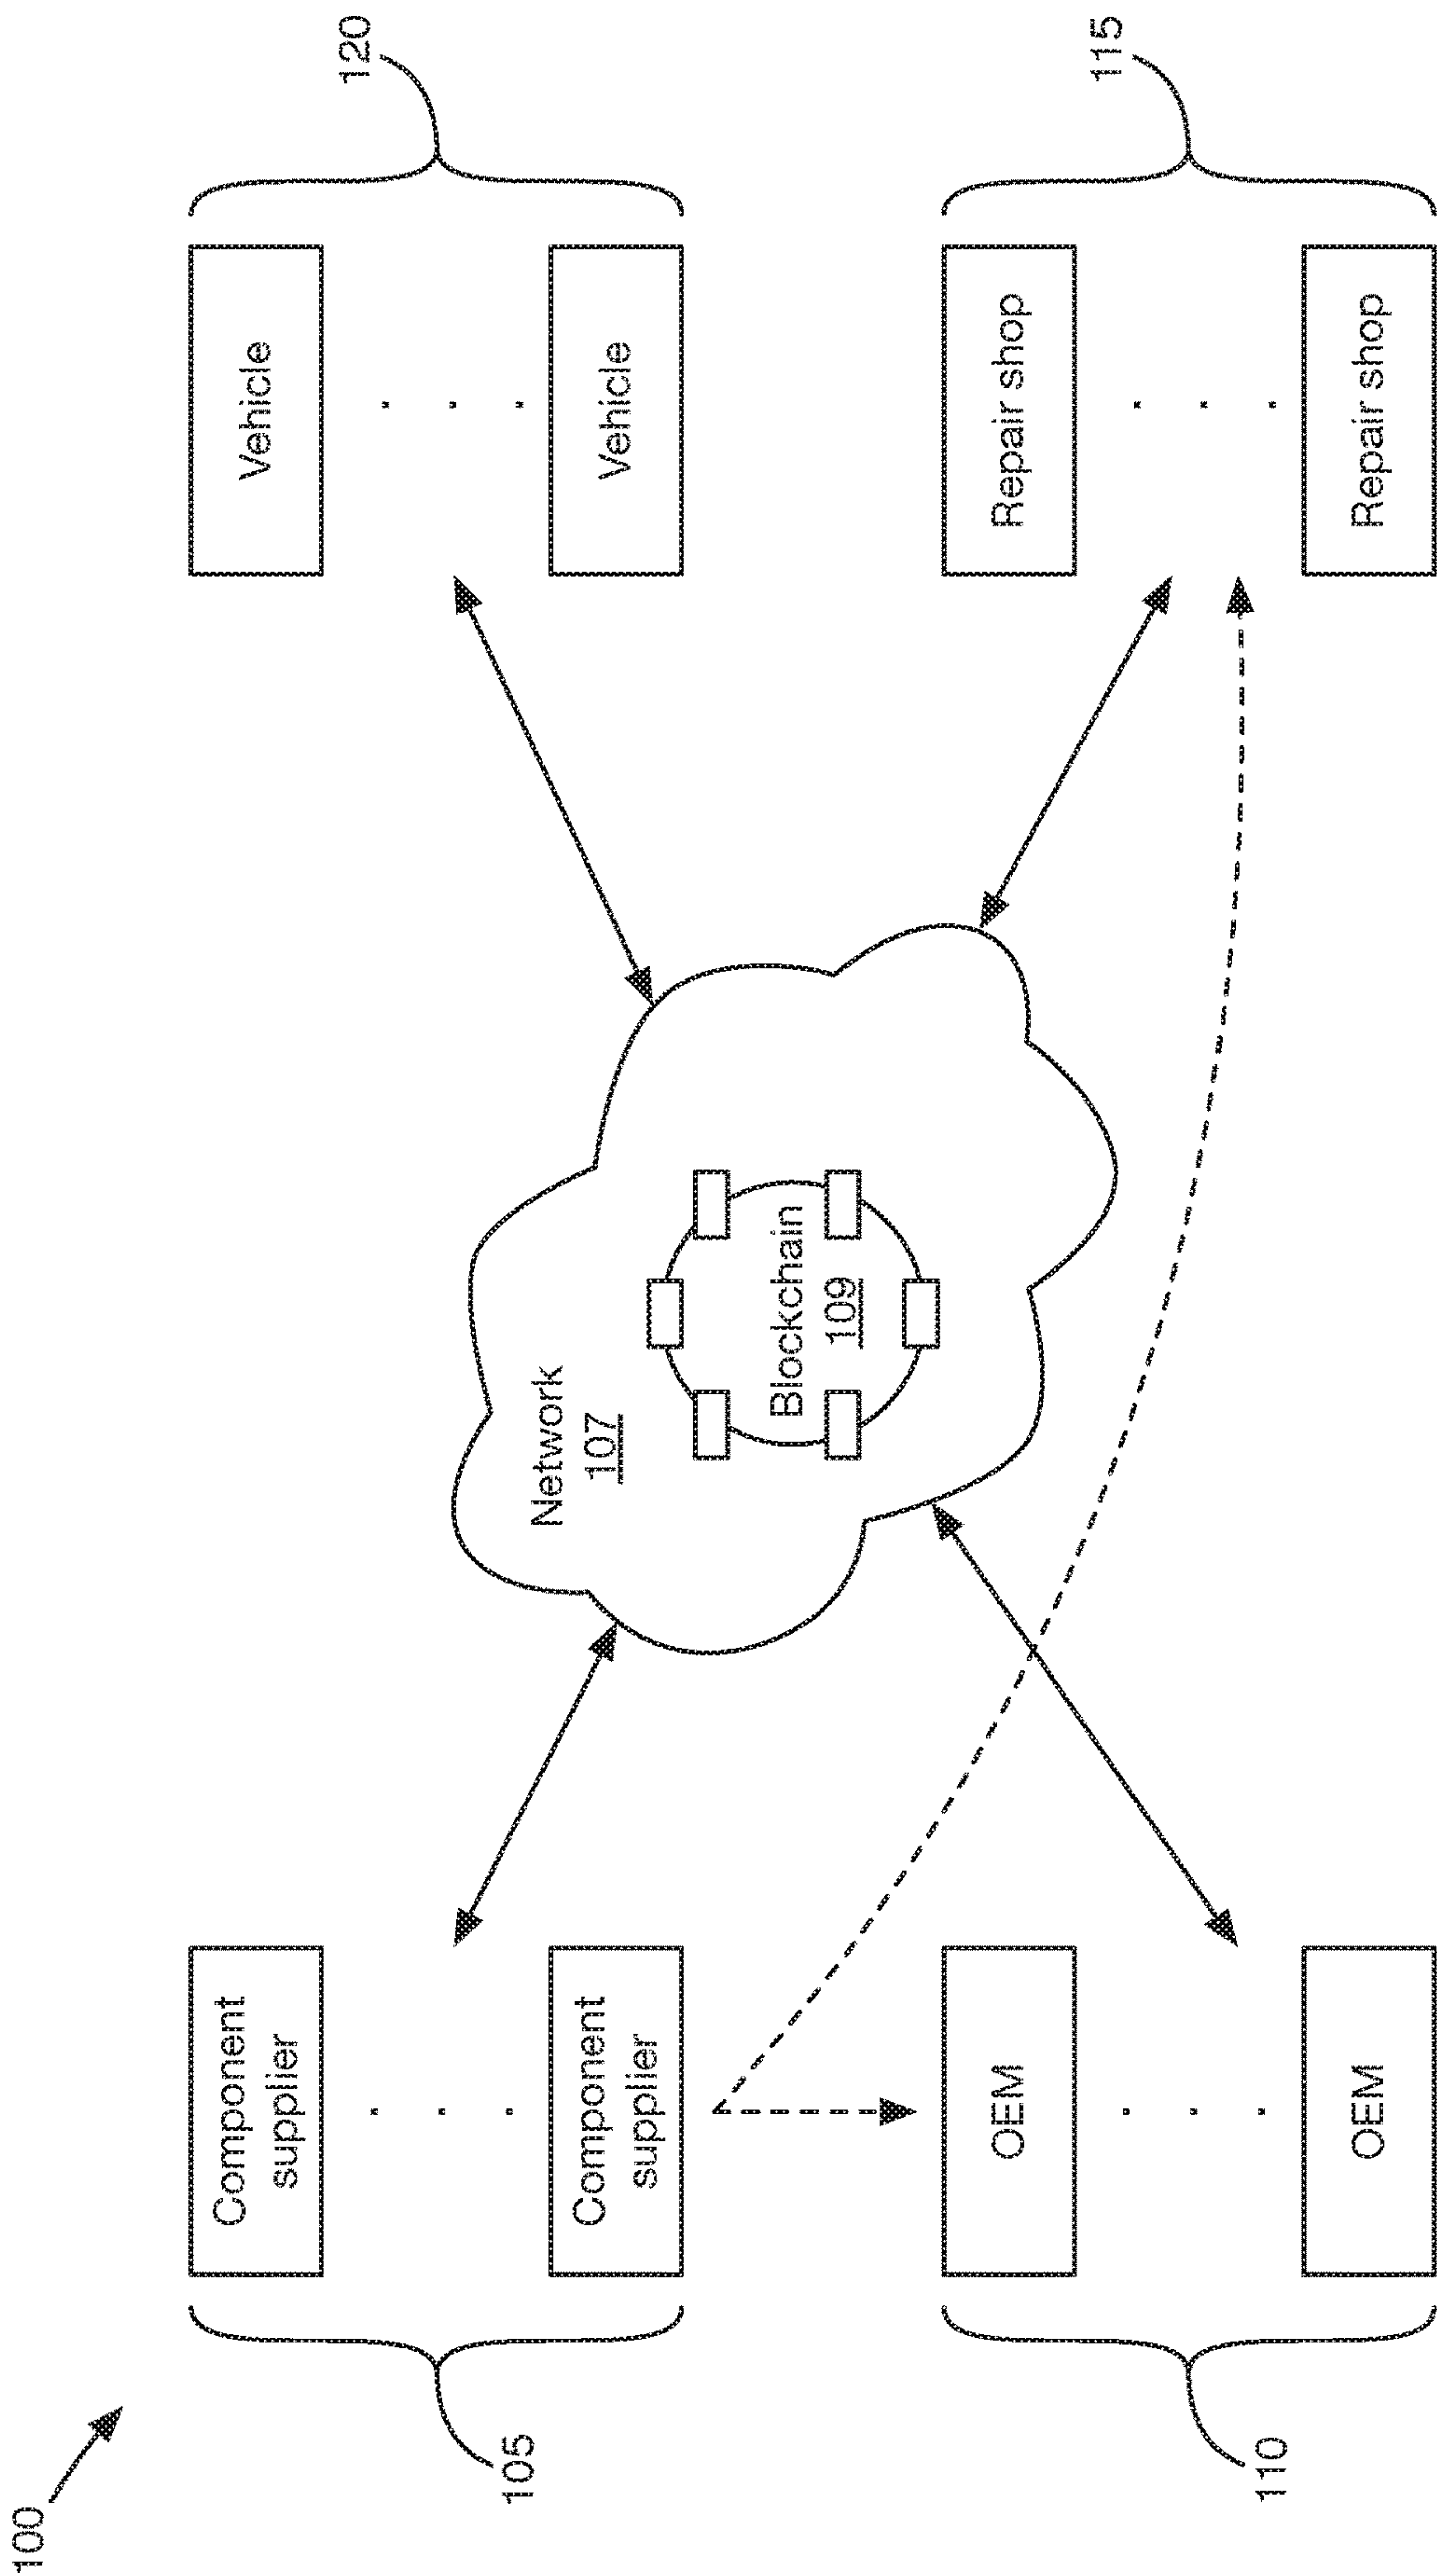 100
105
Component
supplier
Component
supplier
110
OEM
OEM
Network
107
Blockchain
109
120
Vehicle
Vehicle
115
Repair shop
Repair shop